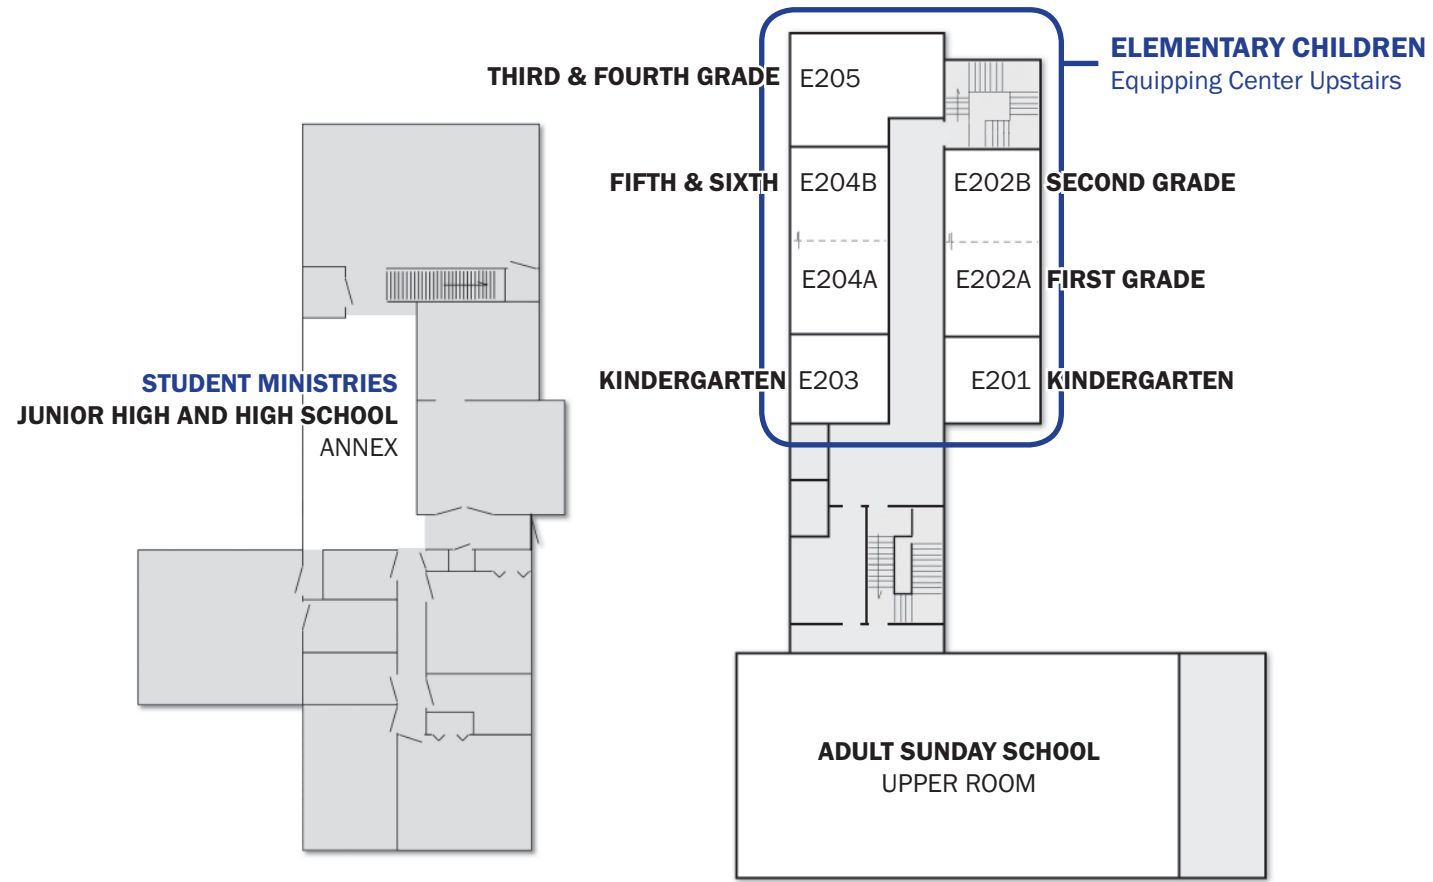 ELEMENTARY CHILDREN
Equipping Center Upstairs
THIRD & FOURTH GRADE E205
FIFTH & SIXTH E204B E202B SECOND GRADE
E204A E202A FIRST GRADE
KINDERGARTEN E203 E201 KINDERGARTEN
STUDENT MINISTRIES
JUNIOR HIGH AND HIGH SCHOOL
ANNEX
ADULT SUNDAY SCHOOL
UPPER ROOM